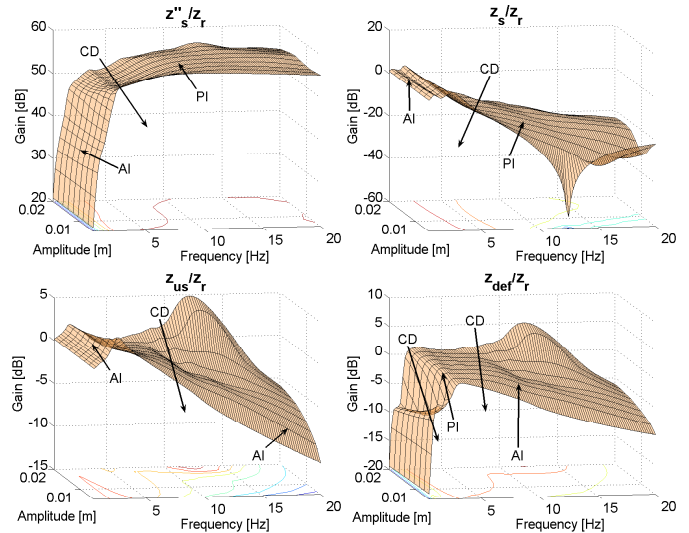 z''s/zr
60
50
40
30
20
Gain [dB]
CD
PI
AI
0.02
0.01
Amplitude [m]
5
10
15
20
Frequency [Hz]
zs/zr
20
0
-20
-40
-60
Gain [dB]
CD
AI
PI
0.02
0.01
Amplitude [m]
5
10
15
20
Frequency [Hz]
zus/zr
5
0
-5
-10
-15
Gain [dB]
CD
AI
AI
0.02
0.01
Amplitude [m]
5
10
15
20
Frequency [Hz]
zdef/zr
10
5
0
-5
-10
-15
-20
Gain [dB]
CD
CD
PI
AI
0.02
0.01
Amplitude [m]
5
10
15
20
Frequency [Hz]